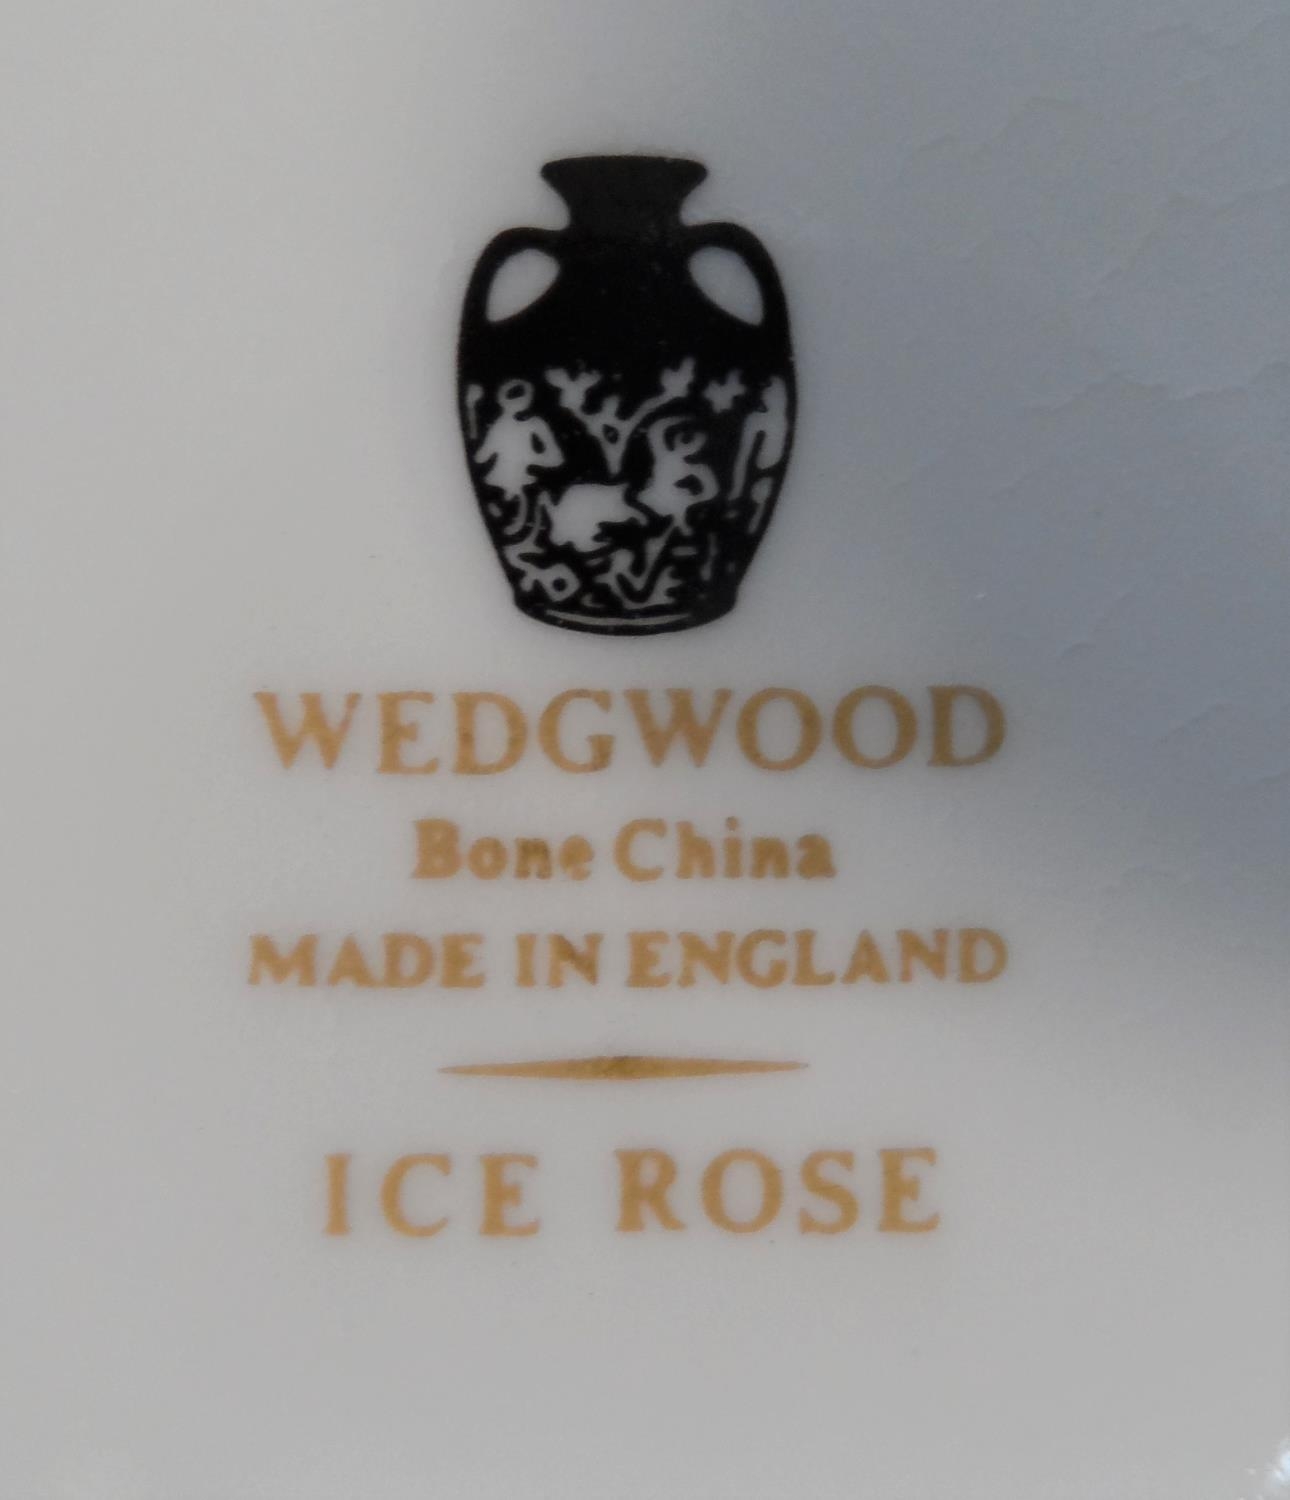 WEDGWOOD
Bone China
MADE IN ENGLAND
ICE ROSE